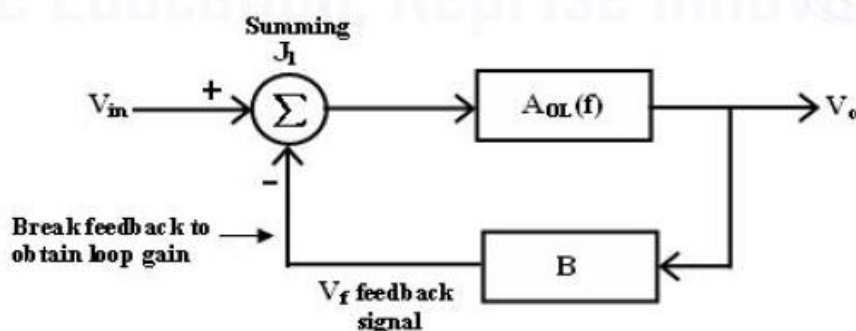 Summing
J1
Vin
+
Σ
AOL(f)
Vo
-
Break feedback to
obtain loop gain
B
Vf feedback
signal